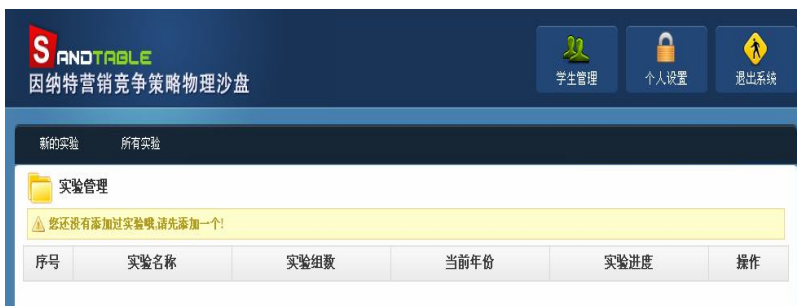 SANDTABLE
因纳特营销竞争策略物理沙盘
学生管理 个人设置 退出系统
新的实验 所有实验
实验管理
您还没有添加过实验哦,请先添加一个!
序号 实验名称 实验组数 当前年份 实验进度 操作